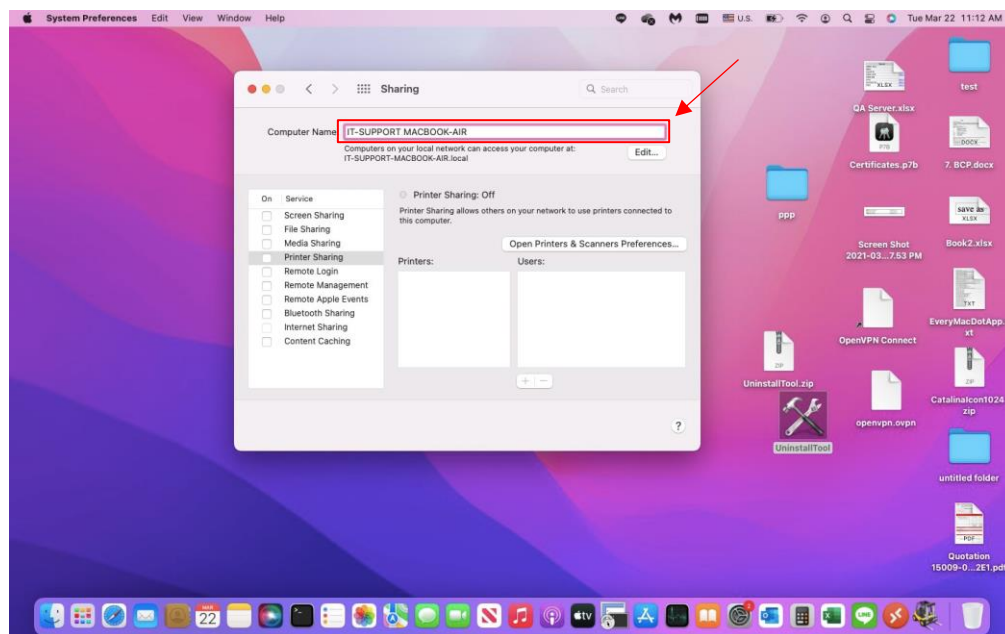 System Preferences Edit View Window Help
U.S.
Tue Mar 22 11:12 AM
Sharing
Search
Computer Name:
IT-SUPPORT MACBOOK-AIR
Computers on your local network can access your computer at:
IT-SUPPORT-MACBOOK-AIR.local
Edit...
On Service
Screen Sharing
File Sharing
Media Sharing
Printer Sharing
Remote Login
Remote Management
Remote Apple Events
Bluetooth Sharing
Internet Sharing
Content Caching
Printer Sharing: Off
Printer Sharing allows others on your network to use printers connected to
this computer.
Open Printers & Scanners Preferences...
Printers:
Users:
+ −
?
XLSX
QA Server.xlsx
test
P7B
Certificates.p7b
DOCX
7. BCP.docx
ppp
Screen Shot
2021-03...7.53 PM
save as
XLSX
Book2.xlsx
OpenVPN Connect
TXT
EveryMacDotApp.
xt
ZIP
UninstallTool.zip
UninstallTool
openvpn.ovpn
ZIP
CatalinaIcon1024
zip
untitled folder
PDF
Quotation
15009-0...2E1.pdf
MAR
22
tv
LINE